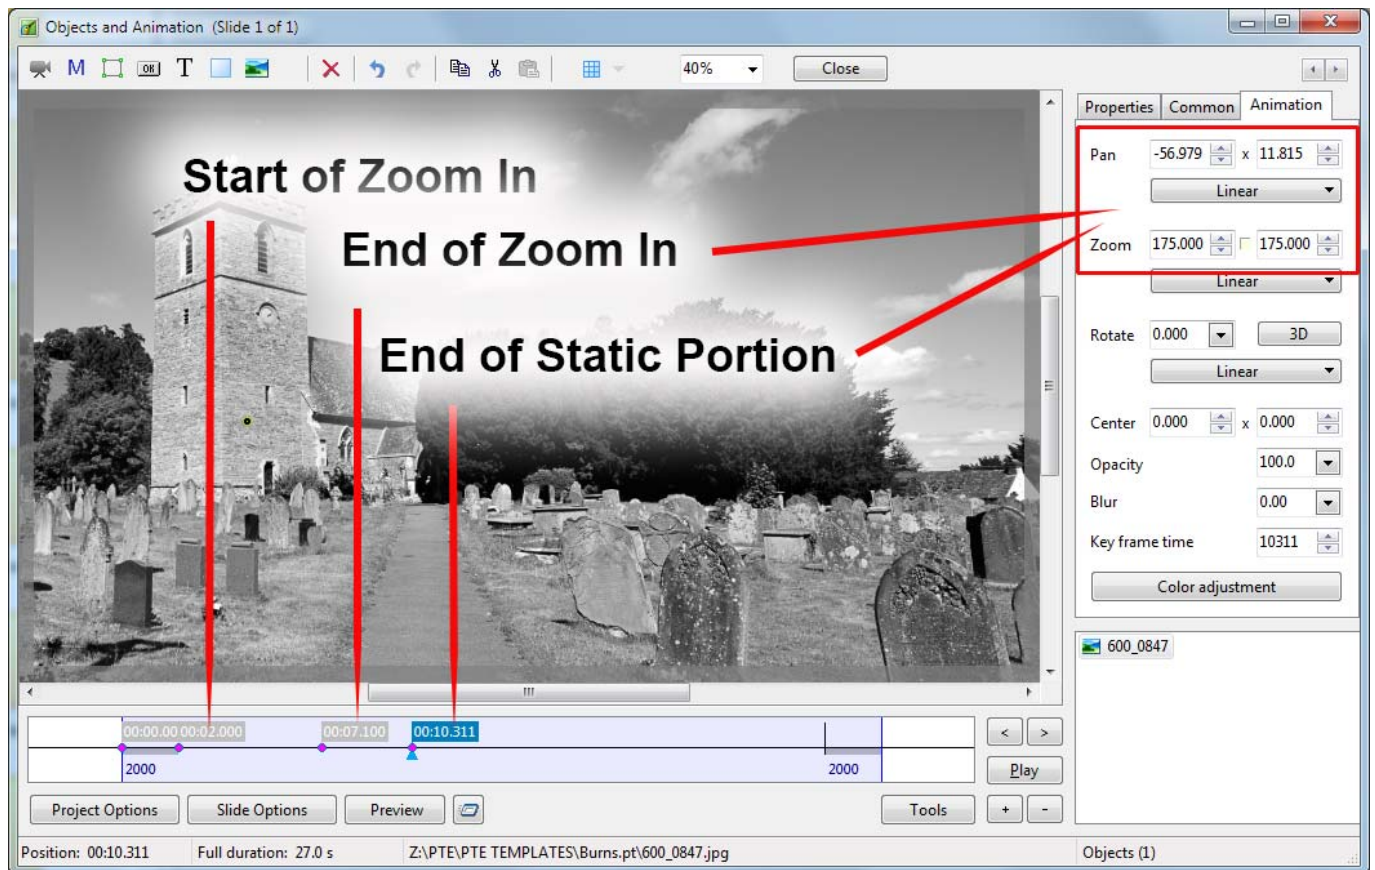 Objects and Animation (Slide 1 of 1)
M OK T 40% Close
Properties Common Animation
Pan -56.979 x 11.815
Linear
Zoom 175.000 175.000
Linear
Rotate 0.000 3D
Linear
Center 0.000 x 0.000
Opacity 100.0
Blur 0.00
Key frame time 10311
Color adjustment
600_0847
Start of Zoom In
End of Zoom In
End of Static Portion
00:00.00 00:02.000 00:07.100 00:10.311
2000 2000
< >
Play
Project Options Slide Options Preview Tools + -
Position: 00:10.311 Full duration: 27.0 s Z:\PTE\PTE TEMPLATES\Burns.pt\600_0847.jpg Objects (1)